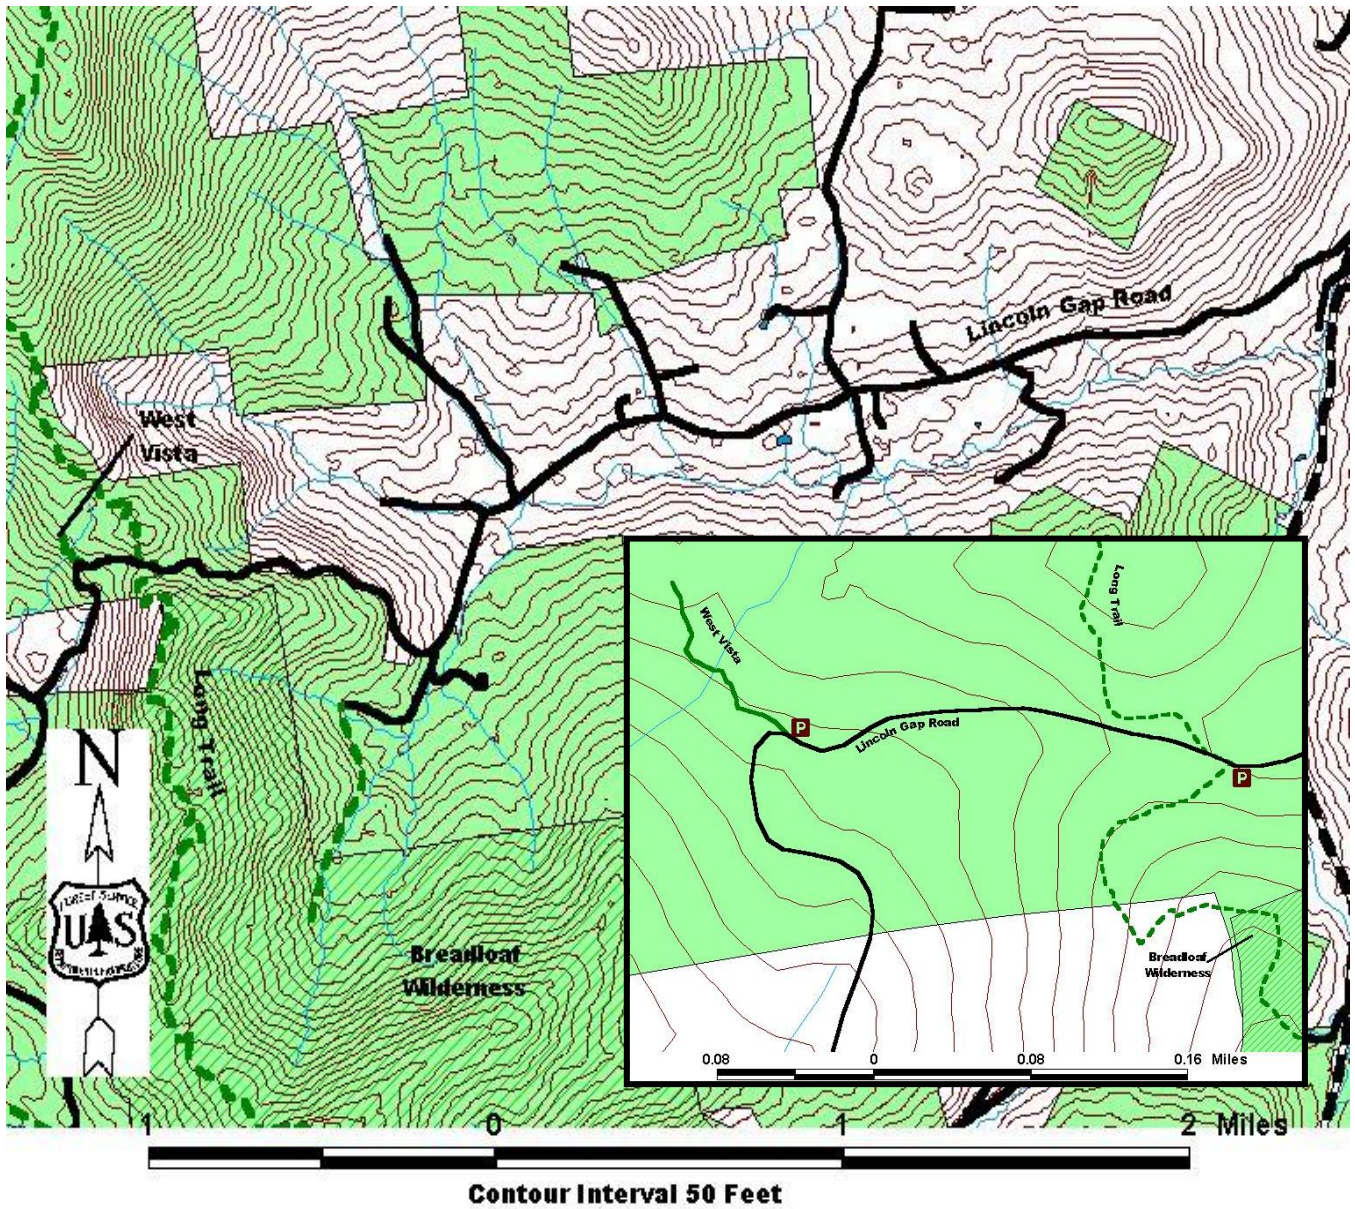 Lincoln Gap Road
West
Vista
Long Trail
West Vista
Long Trail
Lincoln Gap Road
P
P
N
US
Breadloaf
Wilderness
Breadloaf
Wilderness
0.08 0 0.08 0.16 Miles
1 0 1 2 Miles
Contour Interval 50 Feet